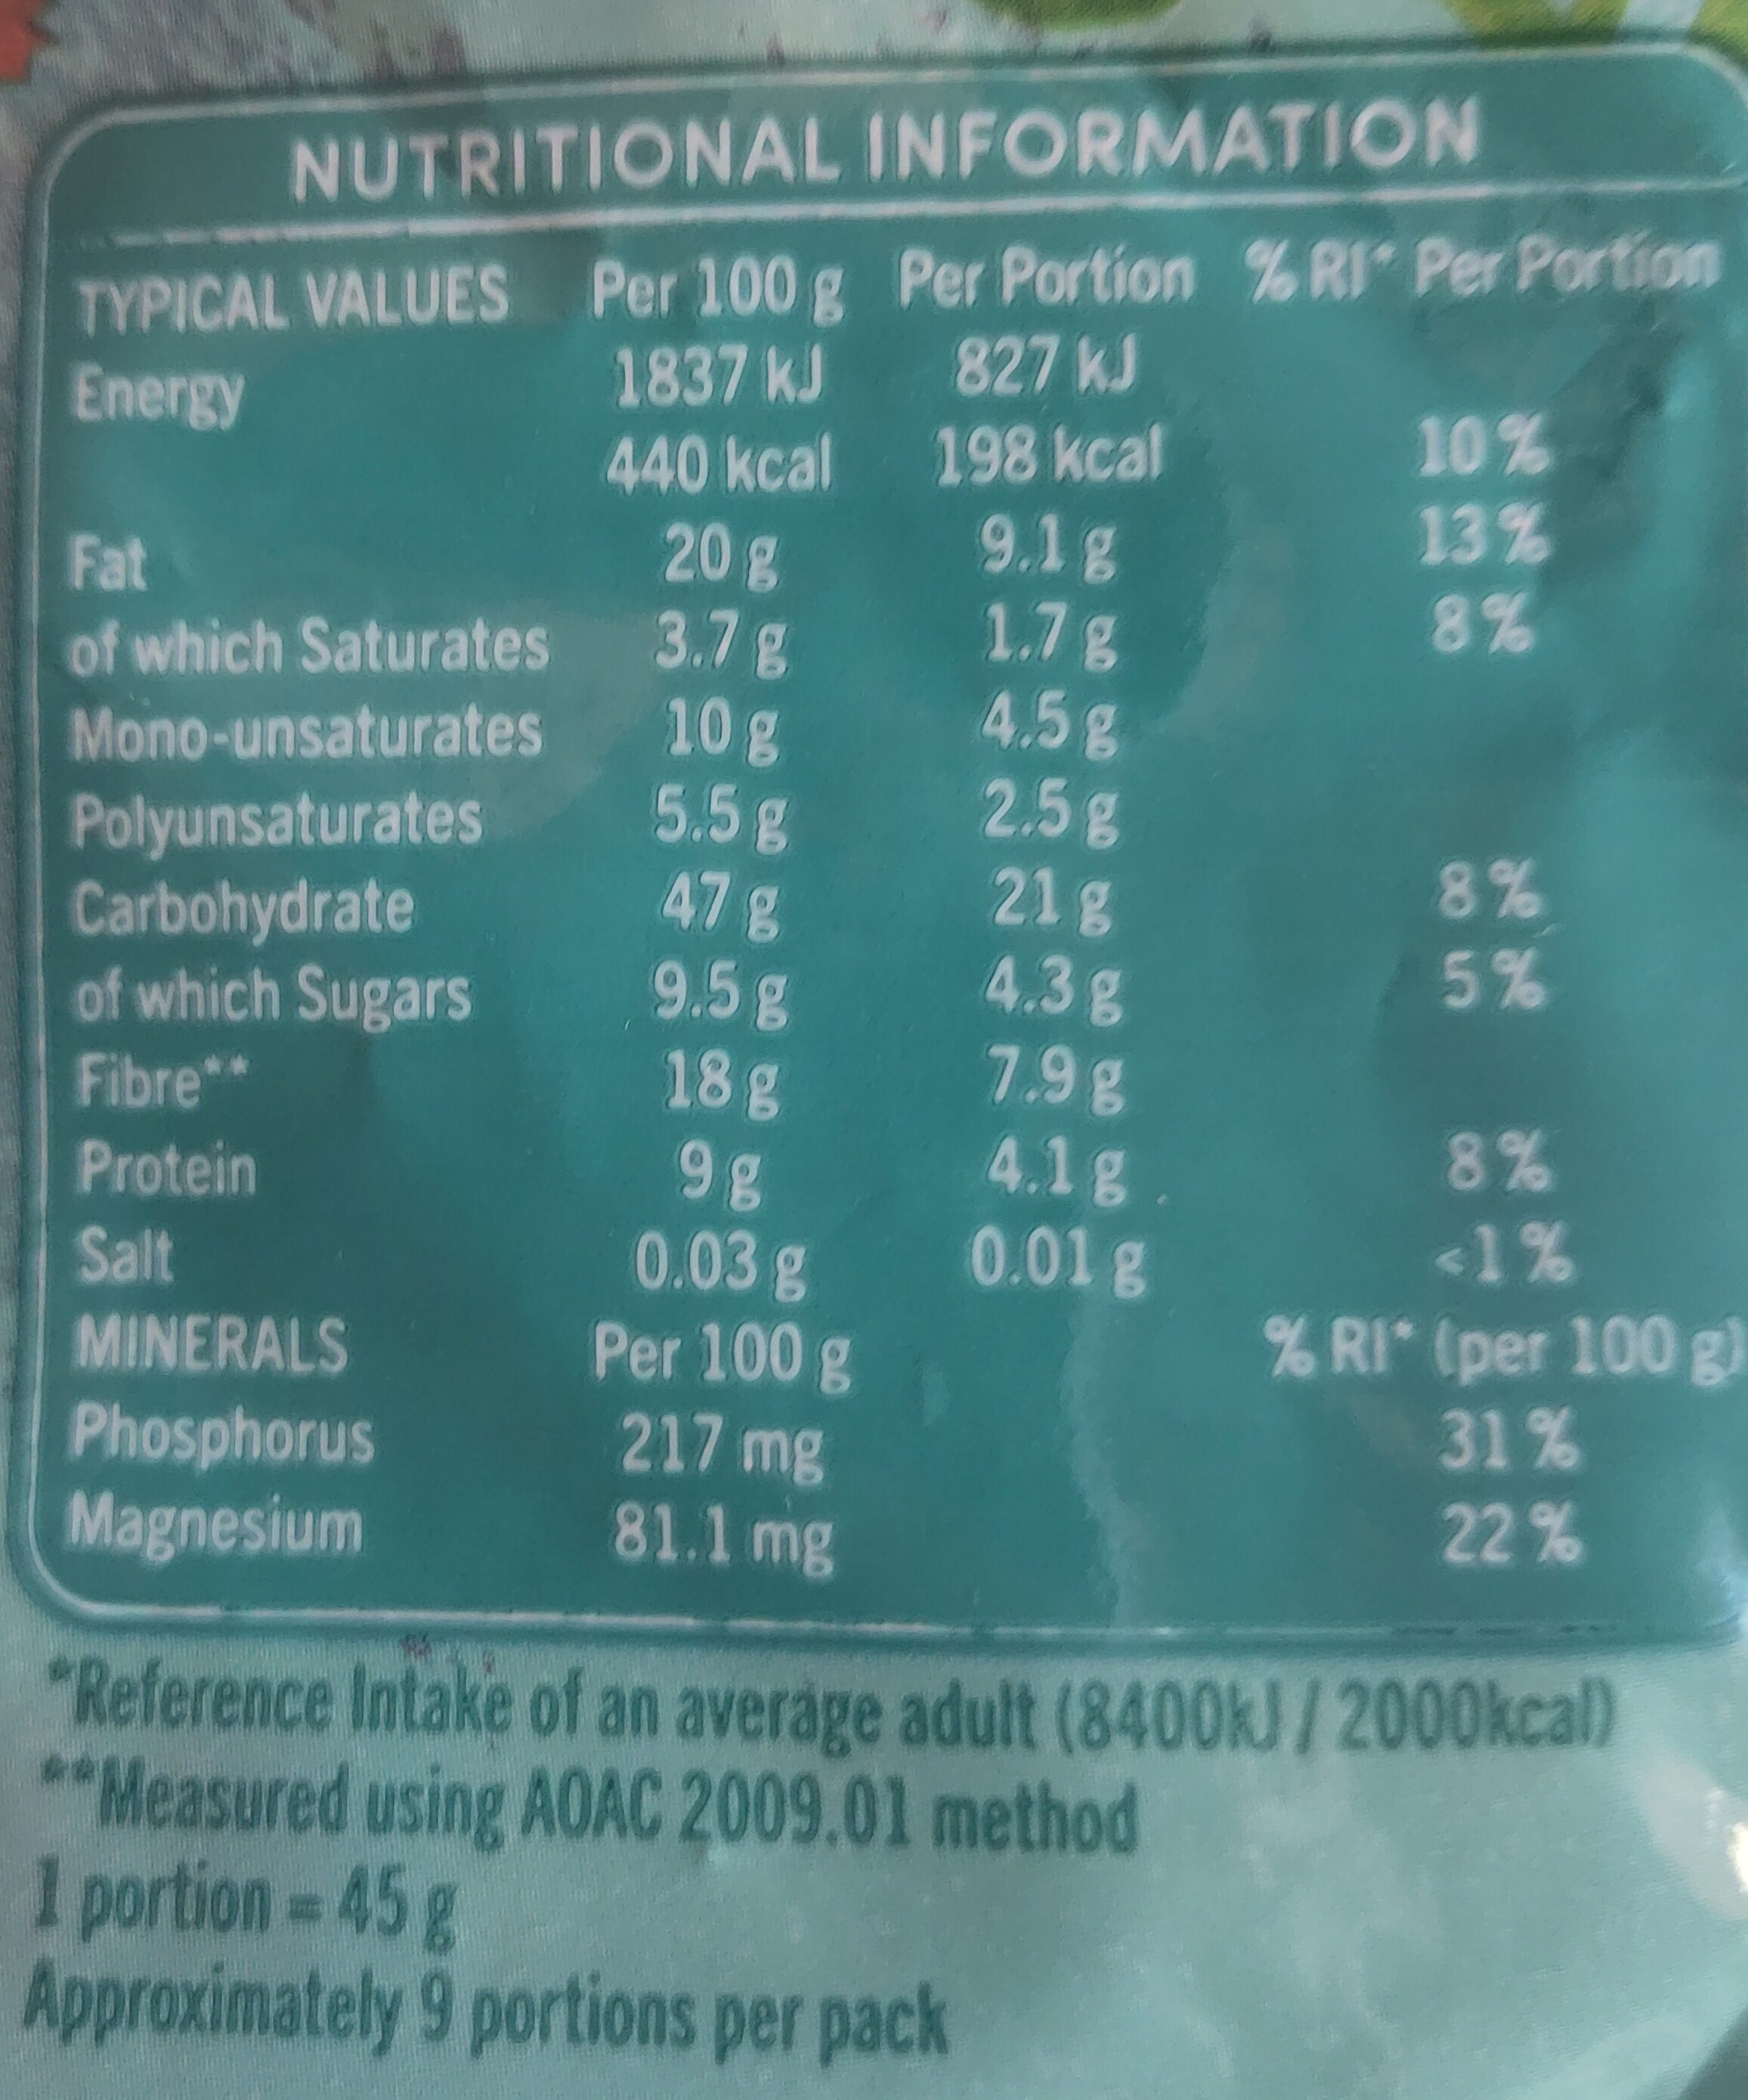 NUTRITIONAL INFORMATION
TYPICAL VALUES Per 100 g Per Portion % RI* Per Portion
Energy 1837 kJ 827 kJ
440 kcal 198 kcal 10 %
Fat 20 g 9.1 g 13 %
of which Saturates 3.7 g 1.7 g 8 %
Mono-unsaturates 10 g 4.5 g
Polyunsaturates 5.5 g 2.5 g
Carbohydrate 47 g 21 g 8 %
of which Sugars 9.5 g 4.3 g 5 %
Fibre** 18 g 7.9 g
Protein 9 g 4.1 g 8 %
Salt 0.03 g 0.01 g <1 %
MINERALS Per 100 g % RI* (per 100 g)
Phosphorus 217 mg 31 %
Magnesium 81.1 mg 22 %
*Reference Intake of an average adult (8400kJ / 2000kcal)
**Measured using AOAC 2009.01 method
1 portion = 45 g
Approximately 9 portions per pack